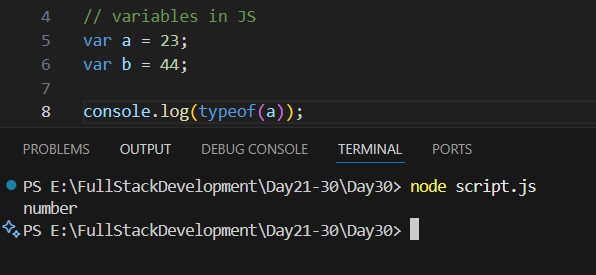 4 // variables in JS
5 var a = 23;
6 var b = 44;
7
8 console.log(typeof(a));
PROBLEMS OUTPUT DEBUG CONSOLE TERMINAL PORTS
PS E:\FullStackDevelopment\Day21-30\Day30> node script.js
number
PS E:\FullStackDevelopment\Day21-30\Day30>